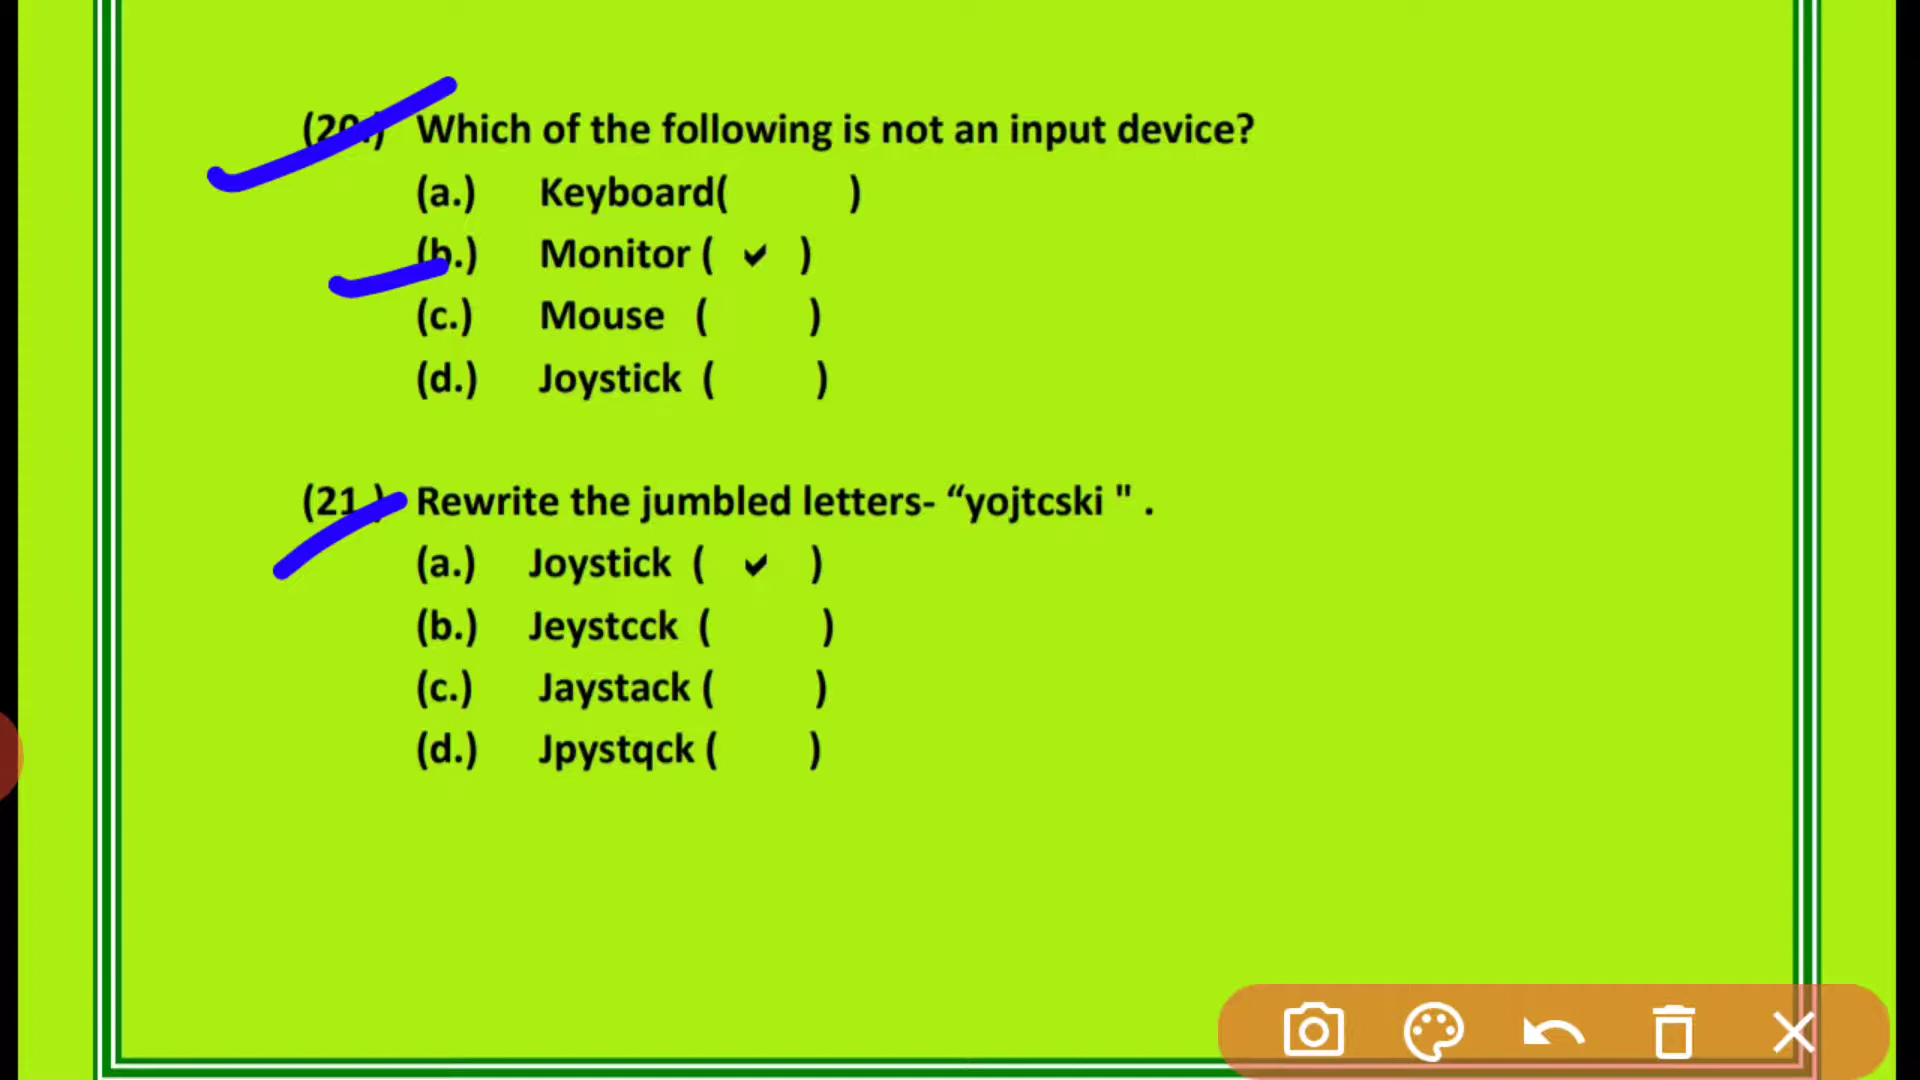 (20.) Which of the following is not an input device?
(a.) Keyboard( )
(b.) Monitor ( ✔ )
(c.) Mouse ( )
(d.) Joystick ( )
(21.) Rewrite the jumbled letters- “yojtcski " .
(a.) Joystick ( ✔ )
(b.) Jeystcck ( )
(c.) Jaystack ( )
(d.) Jpystqck ( )